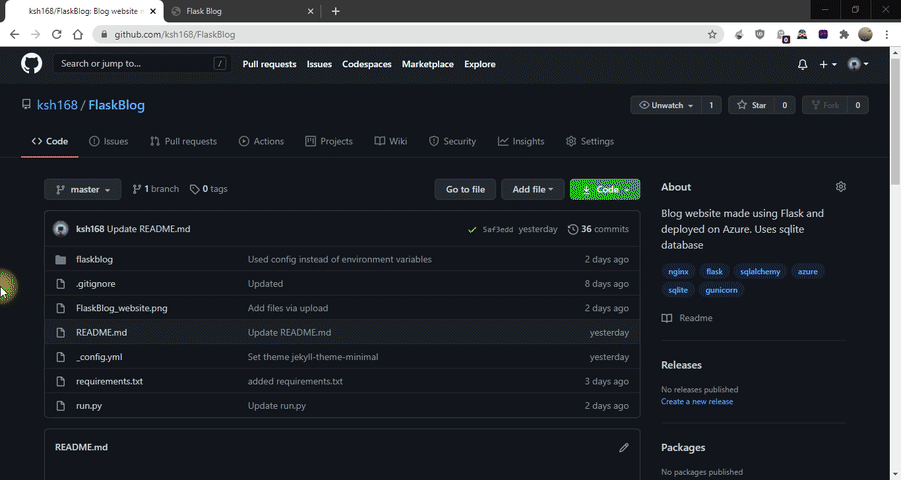 ksh168/FlaskBlog: Blog website m
Flask Blog
github.com/ksh168/FlaskBlog
Search or jump to...
/
Pull requests
Issues
Codespaces
Marketplace
Explore
ksh168 / FlaskBlog
Unwatch
1
Star
0
Fork
0
Code
Issues
Pull requests
Actions
Projects
Wiki
Security
Insights
Settings
master
1 branch
0 tags
Go to file
Add file
Code
ksh168 Update README.md
5af3edd yesterday
36 commits
flaskblog
Used config instead of environment variables
2 days ago
.gitignore
Updated
8 days ago
FlaskBlog_website.png
Add files via upload
2 days ago
README.md
Update README.md
yesterday
_config.yml
Set theme jekyll-theme-minimal
yesterday
requirements.txt
added requirements.txt
3 days ago
run.py
Update run.py
2 days ago
README.md
About
Blog website made using Flask and
deployed on Azure. Uses sqlite
database
nginx
flask
sqlalchemy
azure
sqlite
gunicorn
Readme
Releases
No releases published
Create a new release
Packages
No packages published